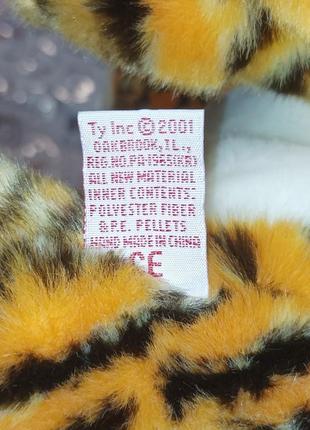 Ty Inc © 2001
OAKBROOK, IL.,
REG.NO.PA-1965(KR)
ALL NEW MATERIAL
INNER CONTENTS:
POLYESTER FIBER
& P.E. PELLETS
HAND MADE IN CHINA
CE